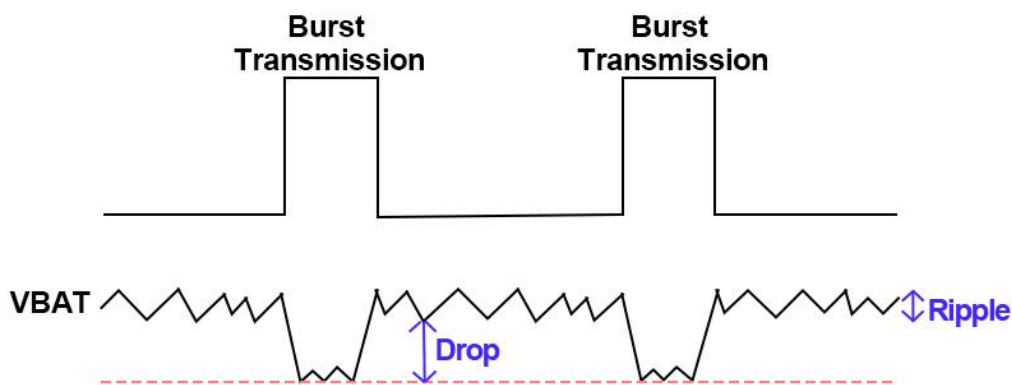 Burst
Transmission
Burst
Transmission
VBAT
Ripple
Drop